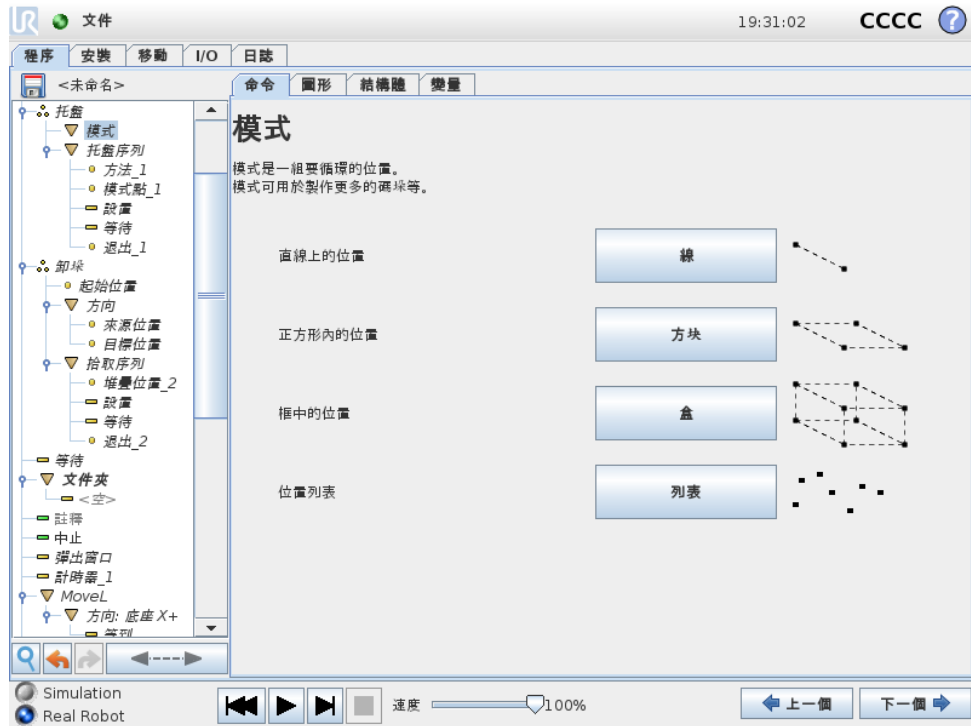 UR 文件 19:31:02 CCCC ?
程序 安裝 移動 I/O 日誌
<未命名>
命令 圖形 結構體 變量
托盤
模式
托盤序列
方法_1
模式點_1
設置
等待
退出_1
卸垛
起始位置
方向
來源位置
目標位置
拾取序列
堆疊位置_2
設置
等待
退出_2
等待
文件夾
<空>
註釋
中止
彈出窗口
計時器_1
MoveL
方向: 底座 X+
等到
模式
模式是一組要循環的位置。
模式可用於製作更多的碼垛等。
直線上的位置 線
正方形內的位置 方块
框中的位置 盒
位置列表 列表
Simulation
Real Robot
速度 100%
上一個 下一個